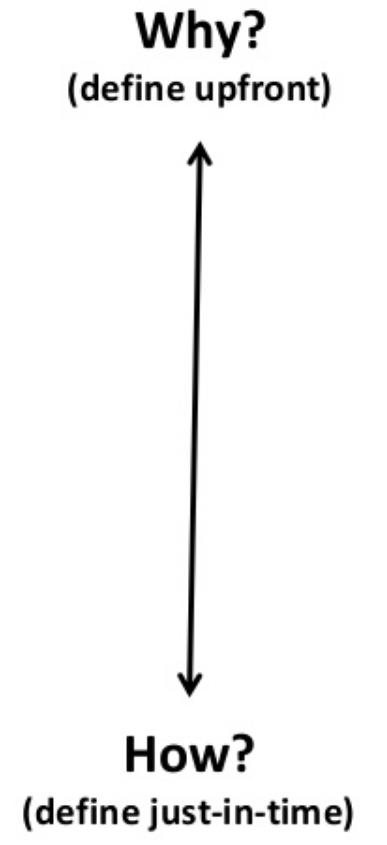 Why?
(define upfront)
How?
(define just-in-time)